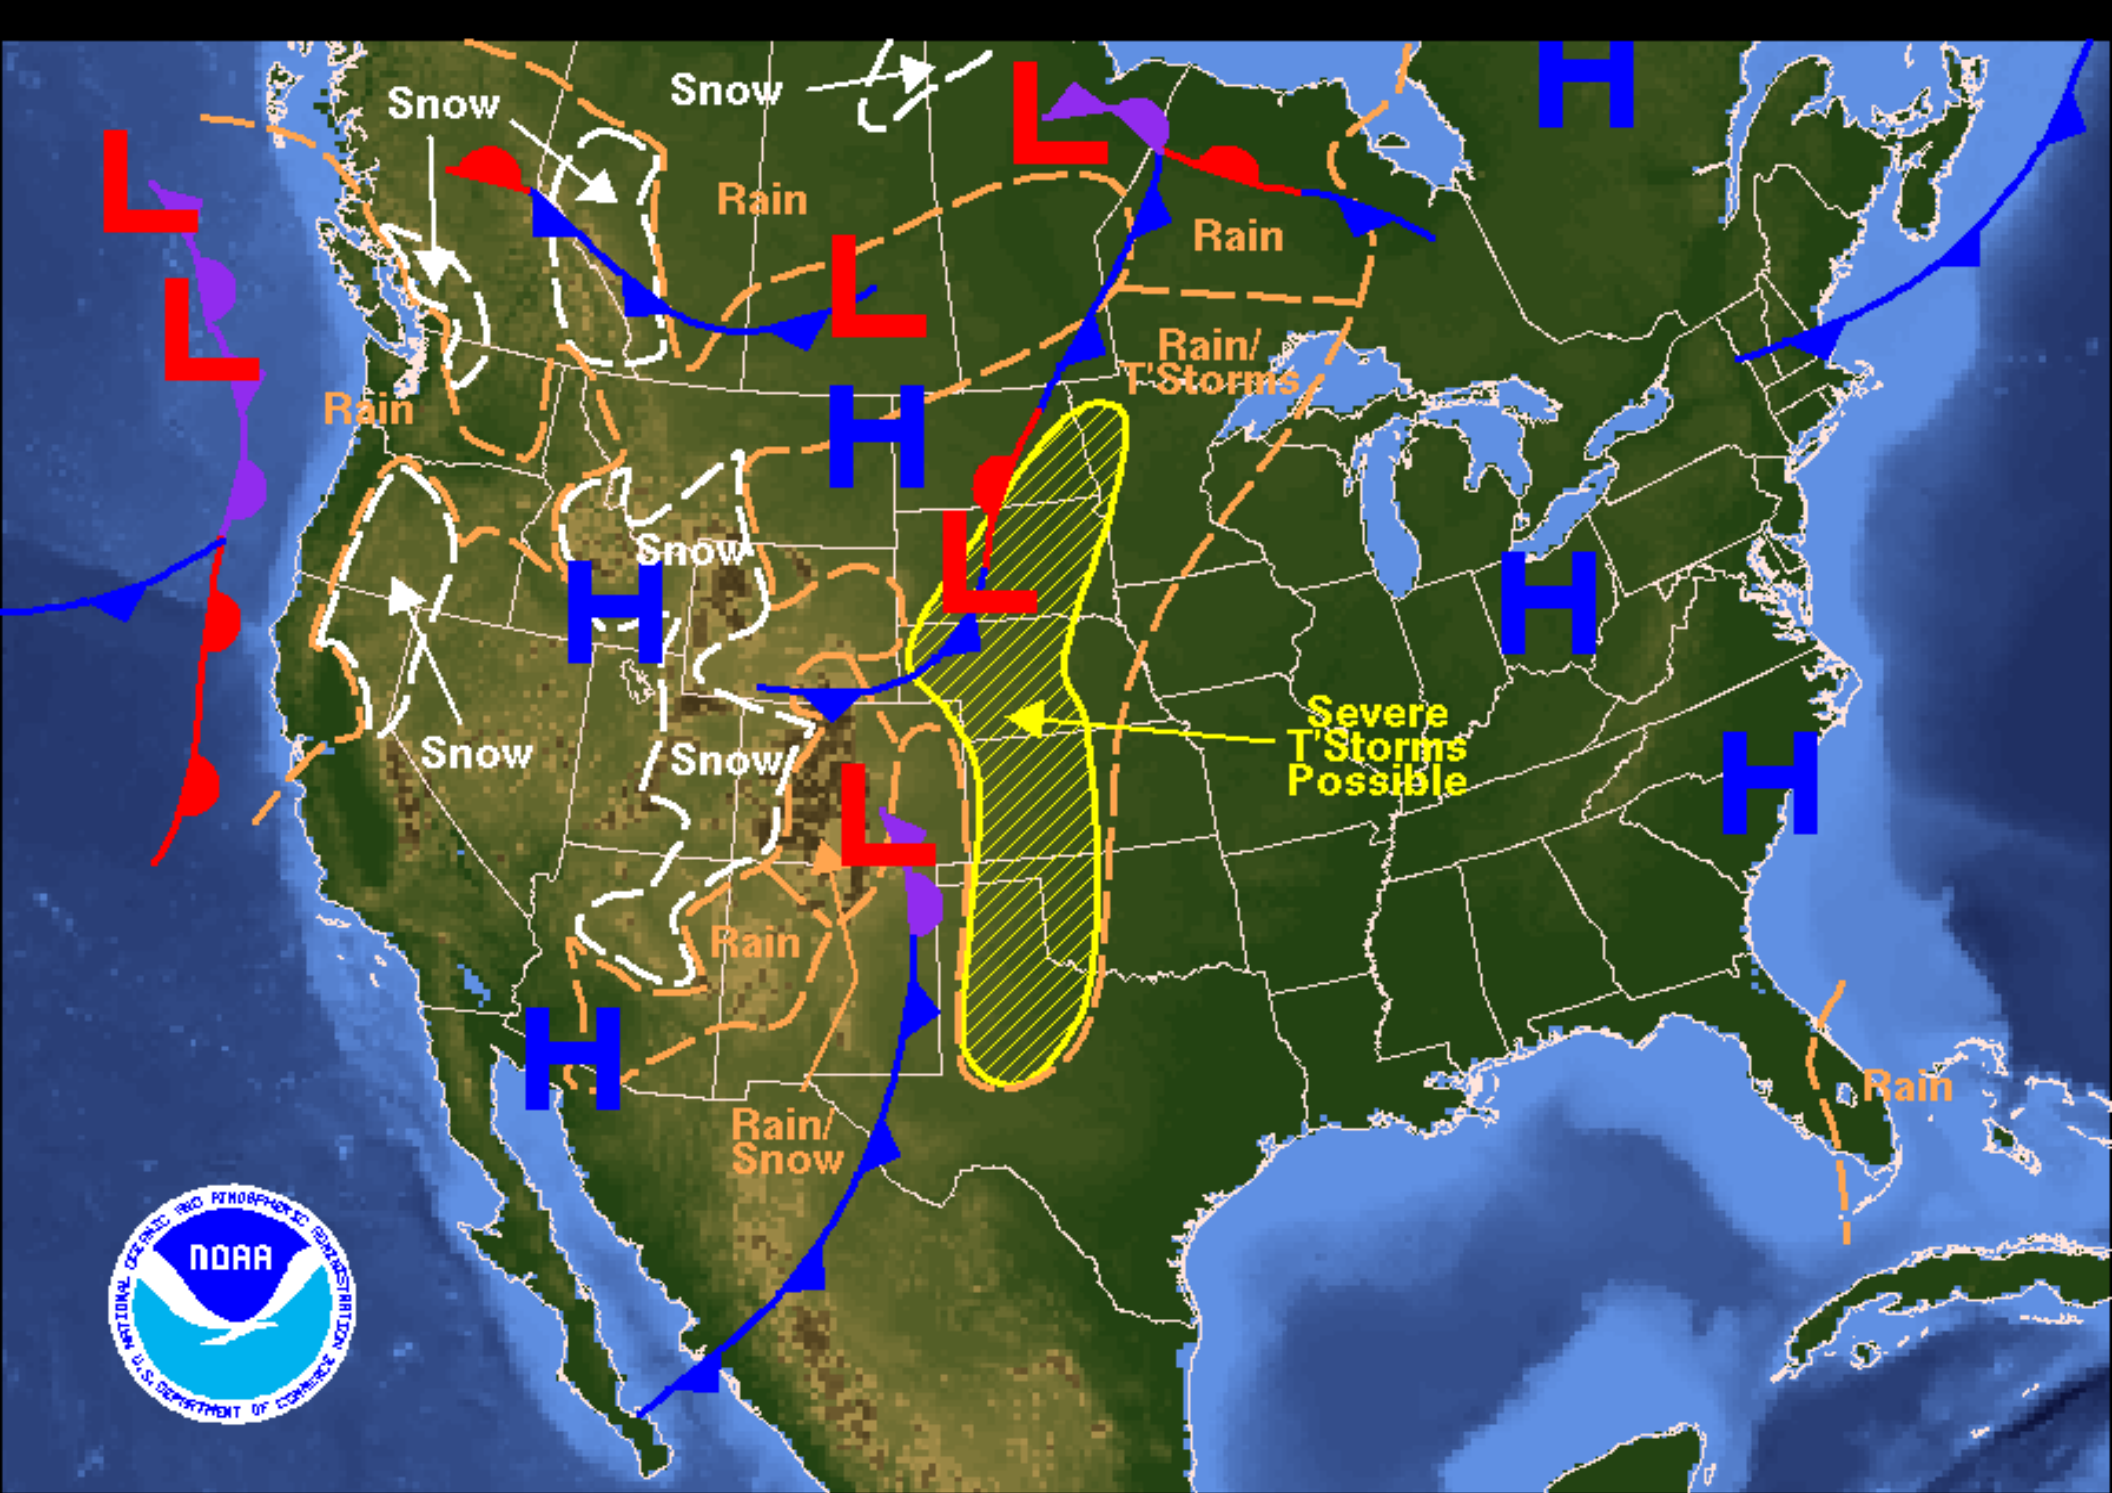 Snow
Snow
H
L
L
Rain
Rain
L
L
Rain/
T'Storms
Rain
H
L
Snow
H
H
Severe
T'Storms
Possible
Snow
Snow
H
L
Rain
H
Rain
Rain/
Snow
NATIONAL OCEANIC AND ATMOSPHERIC ADMINISTRATION
NOAA
U.S. DEPARTMENT OF COMMERCE